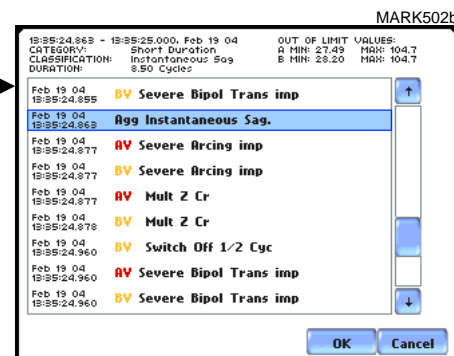 MARK502b
13:35:24.863 - 13:35:25.000, Feb 19 04 OUT OF LIMIT VALUES:
CATEGORY: Short Duration A MIN: 27.49 MAX: 104.7
CLASSIFICATION: Instantaneous Sag B MIN: 28.20 MAX: 104.7
DURATION: 8.50 Cycles
Feb 19 04
13:35:24.855 BV Severe Bipol Trans imp
Feb 19 04
13:35:24.863 Agg Instantaneous Sag.
Feb 19 04
13:35:24.877 AV Severe Arcing imp
Feb 19 04
13:35:24.877 BV Severe Arcing imp
Feb 19 04
13:35:24.877 AV Mult Z Cr
Feb 19 04
13:35:24.878 BV Mult Z Cr
Feb 19 04
13:35:24.960 BV Switch Off 1/2 Cyc
Feb 19 04
13:35:24.960 AV Severe Bipol Trans imp
Feb 19 04
13:35:24.960 BV Severe Bipol Trans imp
OK Cancel